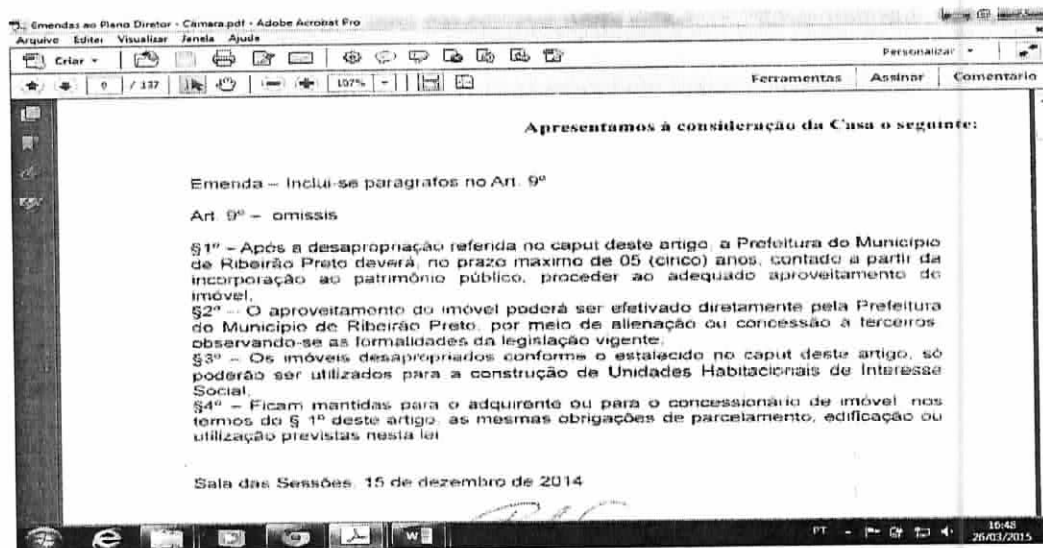 Emendas ao Plano Diretor - Câmara.pdf - Adobe Acrobat Pro
Arquivo Editar Visualizar Janela Ajuda
Criar Personalizar
9 / 137 107% Ferramentas Assinar Comentário
Apresentamos à consideração da Casa o seguinte:
Emenda – Inclui-se paragrafos no Art. 9º
Art. 9º – omissis
§1º – Após a desapropriação referida no caput deste artigo, a Prefeitura do Município
de Ribeirão Preto deverá, no prazo maximo de 05 (cinco) anos, contado a partir da
incorporação ao patrimônio público, proceder ao adequado aproveitamento do
imóvel;
§2º – O aproveitamento do imóvel poderá ser efetivado diretamente pela Prefeitura
do Município de Ribeirão Preto, por meio de alienação ou concessão a terceiros
observando-se as formalidades da legislação vigente;
§3º – Os imóveis desapropriados conforme o estalecido no caput deste artigo, só
poderão ser utilizados para a construção de Unidades Habitacionais de Interesse
Social;
§4º – Ficam mantidas para o adquirente ou para o concessionário de imóvel nos
termos do § 1º deste artigo, as mesmas obrigações de parcelamento, edificação ou
utilização previstas nesta lei
Sala das Sessões, 15 de dezembro de 2014
PT 16:48
26/03/2015